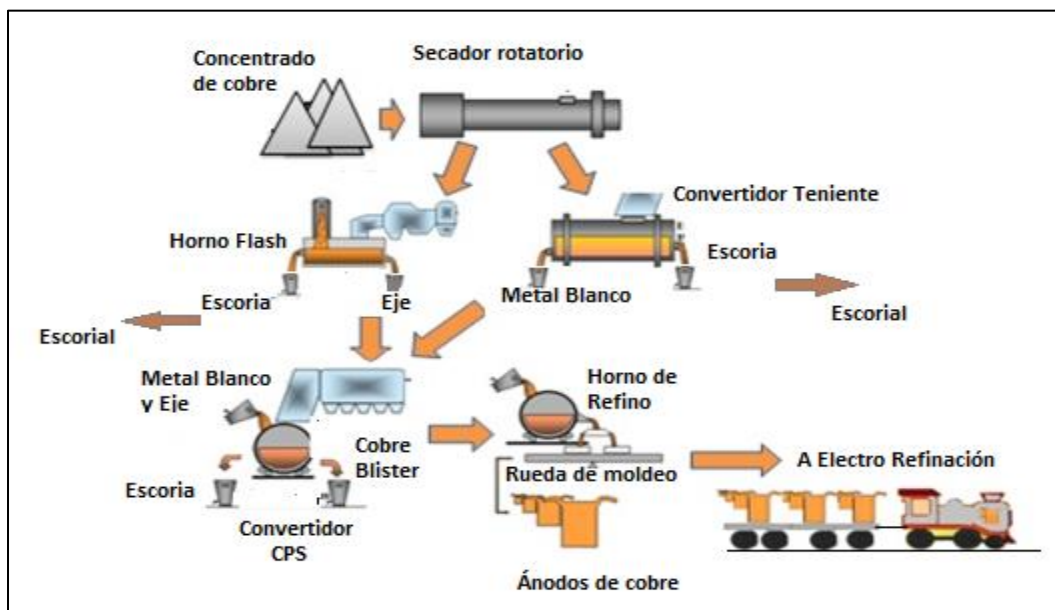 Concentrado
de cobre
Secador rotatorio
Convertidor Teniente
Horno Flash
Escoria
Escoria
Eje
Metal Blanco
Escorial
Escorial
Metal Blanco
y Eje
Horno de
Refino
Cobre
Blister
Escoria
Rueda de moldeo
A Electro Refinación
Convertidor
CPS
Ánodos de cobre